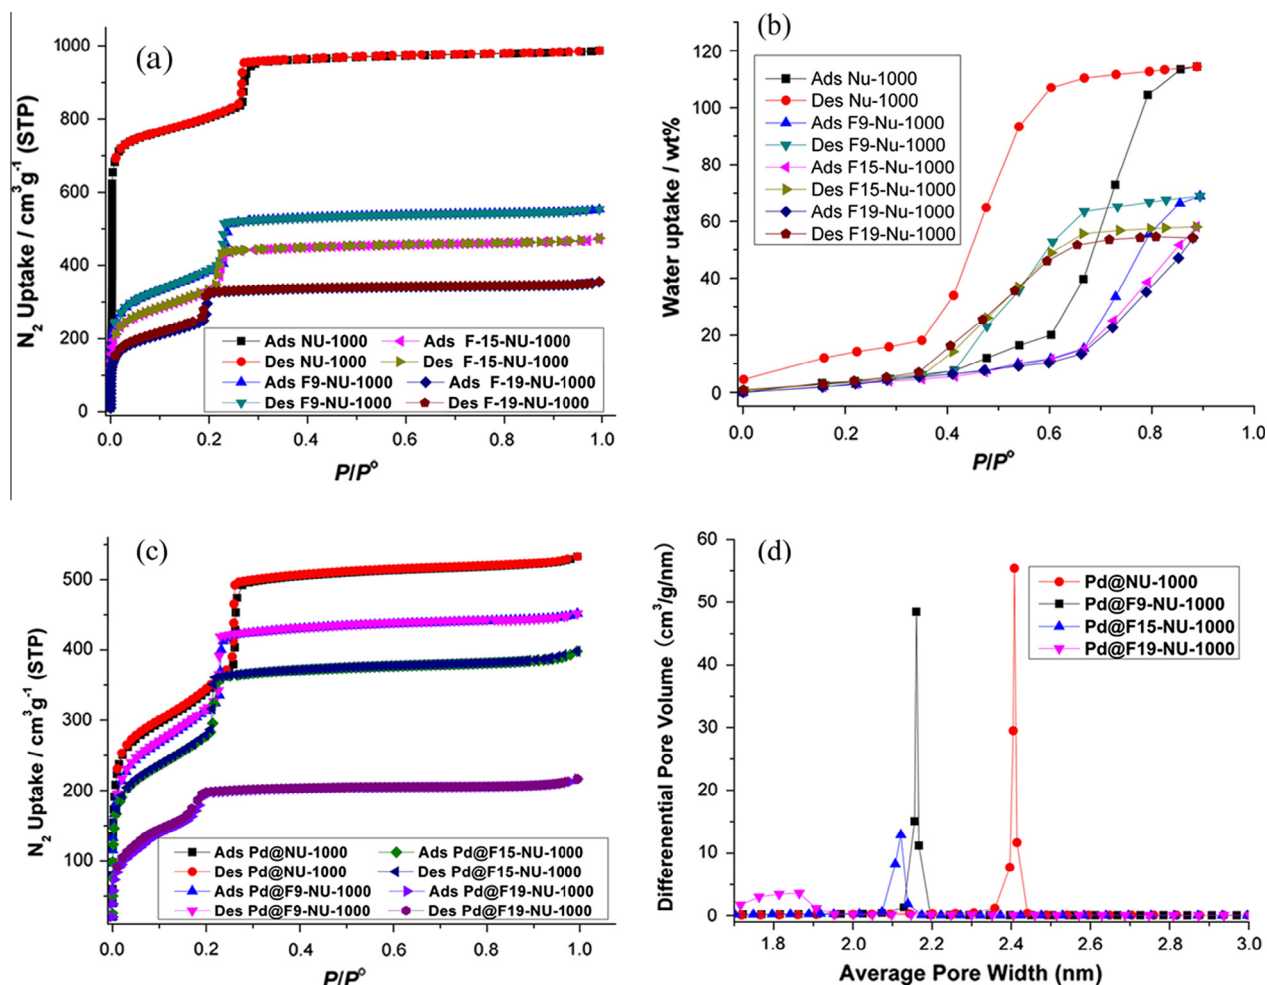 (a)
N2 Uptake / cm3g-1 (STP)
1000
800
600
400
200
0
0.0 0.2 0.4 0.6 0.8 1.0
P/Po
Ads NU-1000
Des NU-1000
Ads F9-NU-1000
Des F9-NU-1000
Ads F-15-NU-1000
Des F-15-NU-1000
Ads F-19-NU-1000
Des F-19-NU-1000
(b)
Water uptake / wt%
120
100
80
60
40
20
0
0.0 0.2 0.4 0.6 0.8 1.0
P/Po
Ads Nu-1000
Des Nu-1000
Ads F9-Nu-1000
Des F9-Nu-1000
Ads F15-Nu-1000
Des F15-Nu-1000
Ads F19-Nu-1000
Des F19-Nu-1000
(c)
N2 Uptake / cm3g-1 (STP)
500
400
300
200
100
0.0 0.2 0.4 0.6 0.8 1.0
P/Po
Ads Pd@NU-1000
Des Pd@NU-1000
Ads Pd@F9-NU-1000
Des Pd@F9-NU-1000
Ads Pd@F15-NU-1000
Des Pd@F15-NU-1000
Ads Pd@F19-NU-1000
Des Pd@F19-NU-1000
(d)
Differenential Pore Volume (cm3/g/nm)
60
50
40
30
20
10
0
1.8 2.0 2.2 2.4 2.6 2.8 3.0
Average Pore Width (nm)
Pd@NU-1000
Pd@F9-NU-1000
Pd@F15-NU-1000
Pd@F19-NU-1000